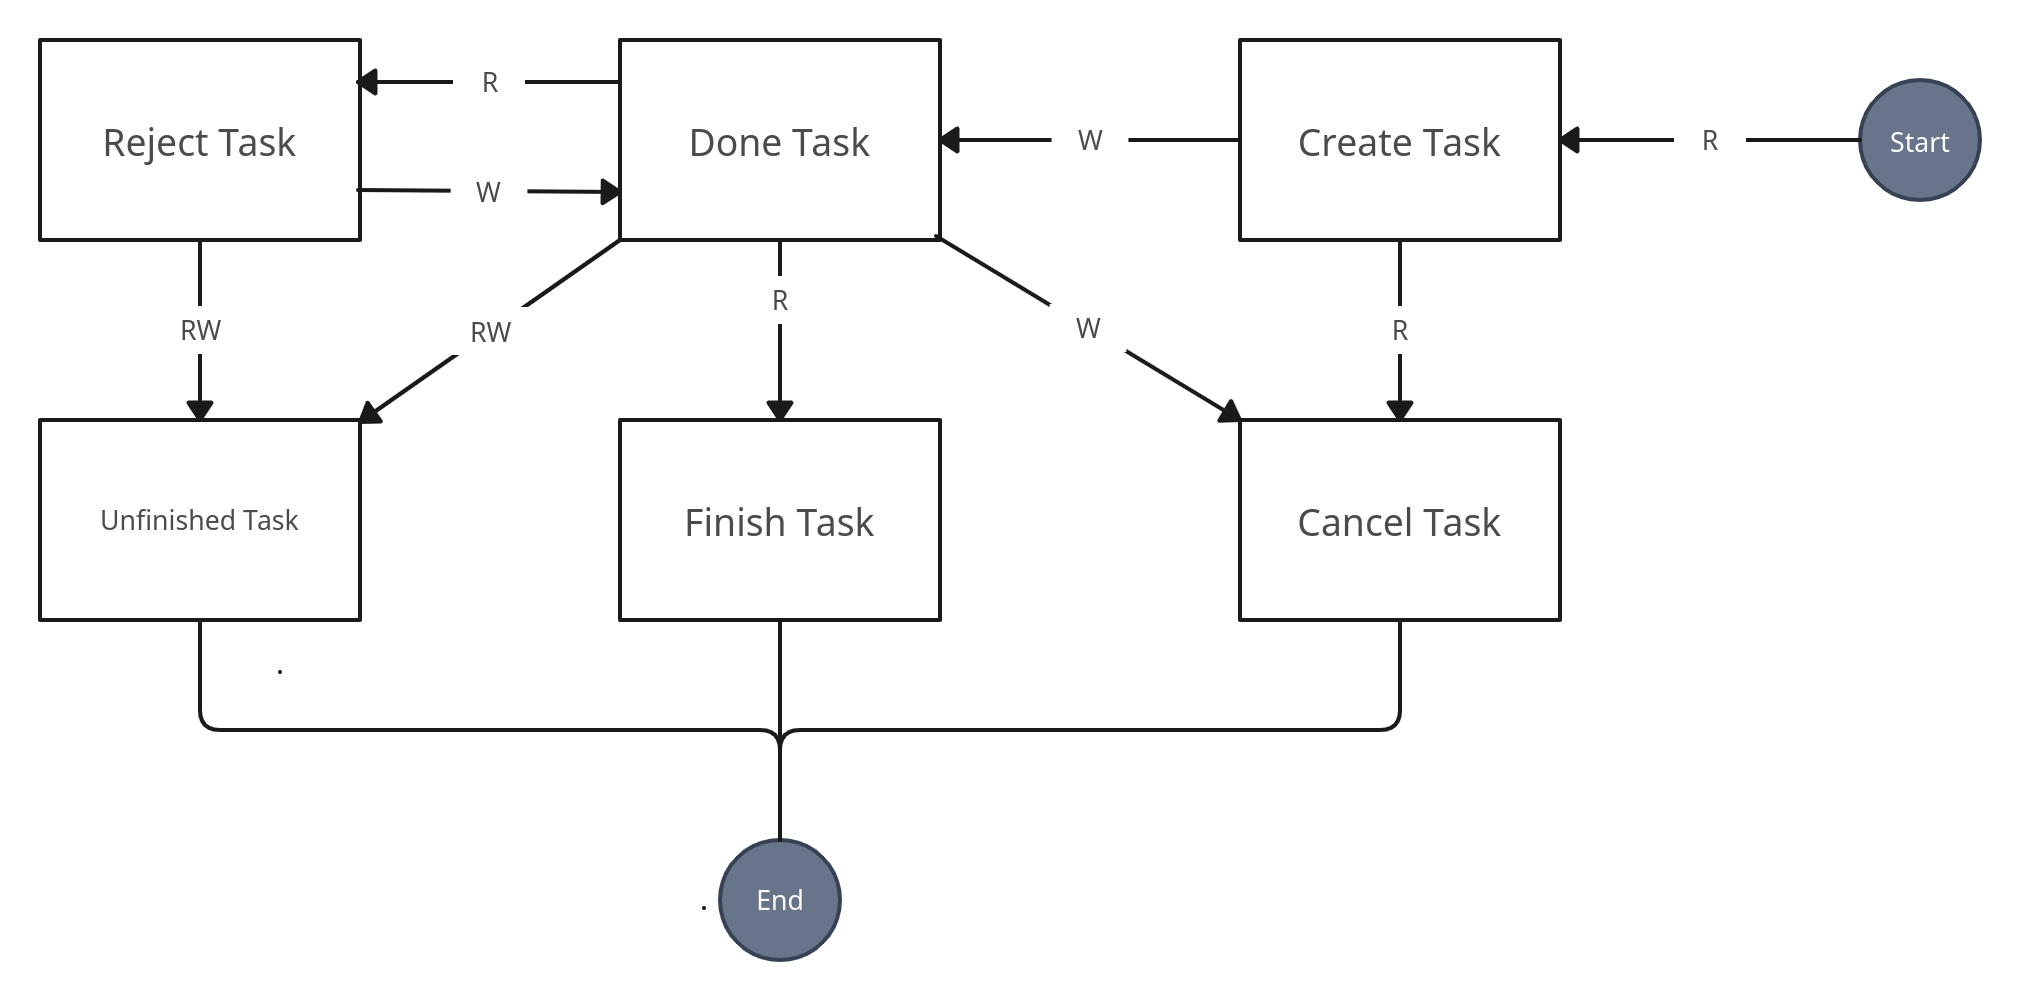 R
Reject Task
Done Task
W
Create Task
R
Start
W
RW
RW
R
W
R
Unfinished Task
Finish Task
Cancel Task
End